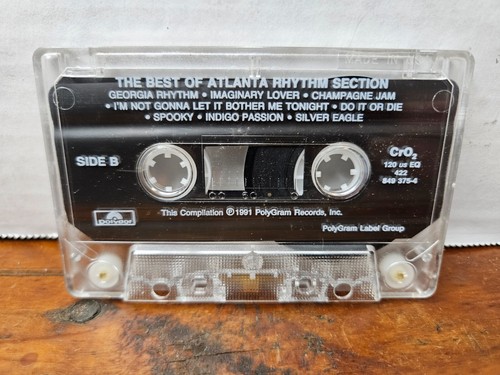 THE BEST OF ATLANTA RHYTHM SECTION
GEORGIA RHYTHM • IMAGINARY LOVER • CHAMPAGNE JAM
• I'M NOT GONNA LET IT BOTHER ME TONIGHT • DO IT OR DIE
• SPOOKY • INDIGO PASSION • SILVER EAGLE
SIDE B
CrO2
120 us EQ
422
849 375-4
Polydor
This Compilation ℗1991 PolyGram Records, Inc.
PolyGram Label Group